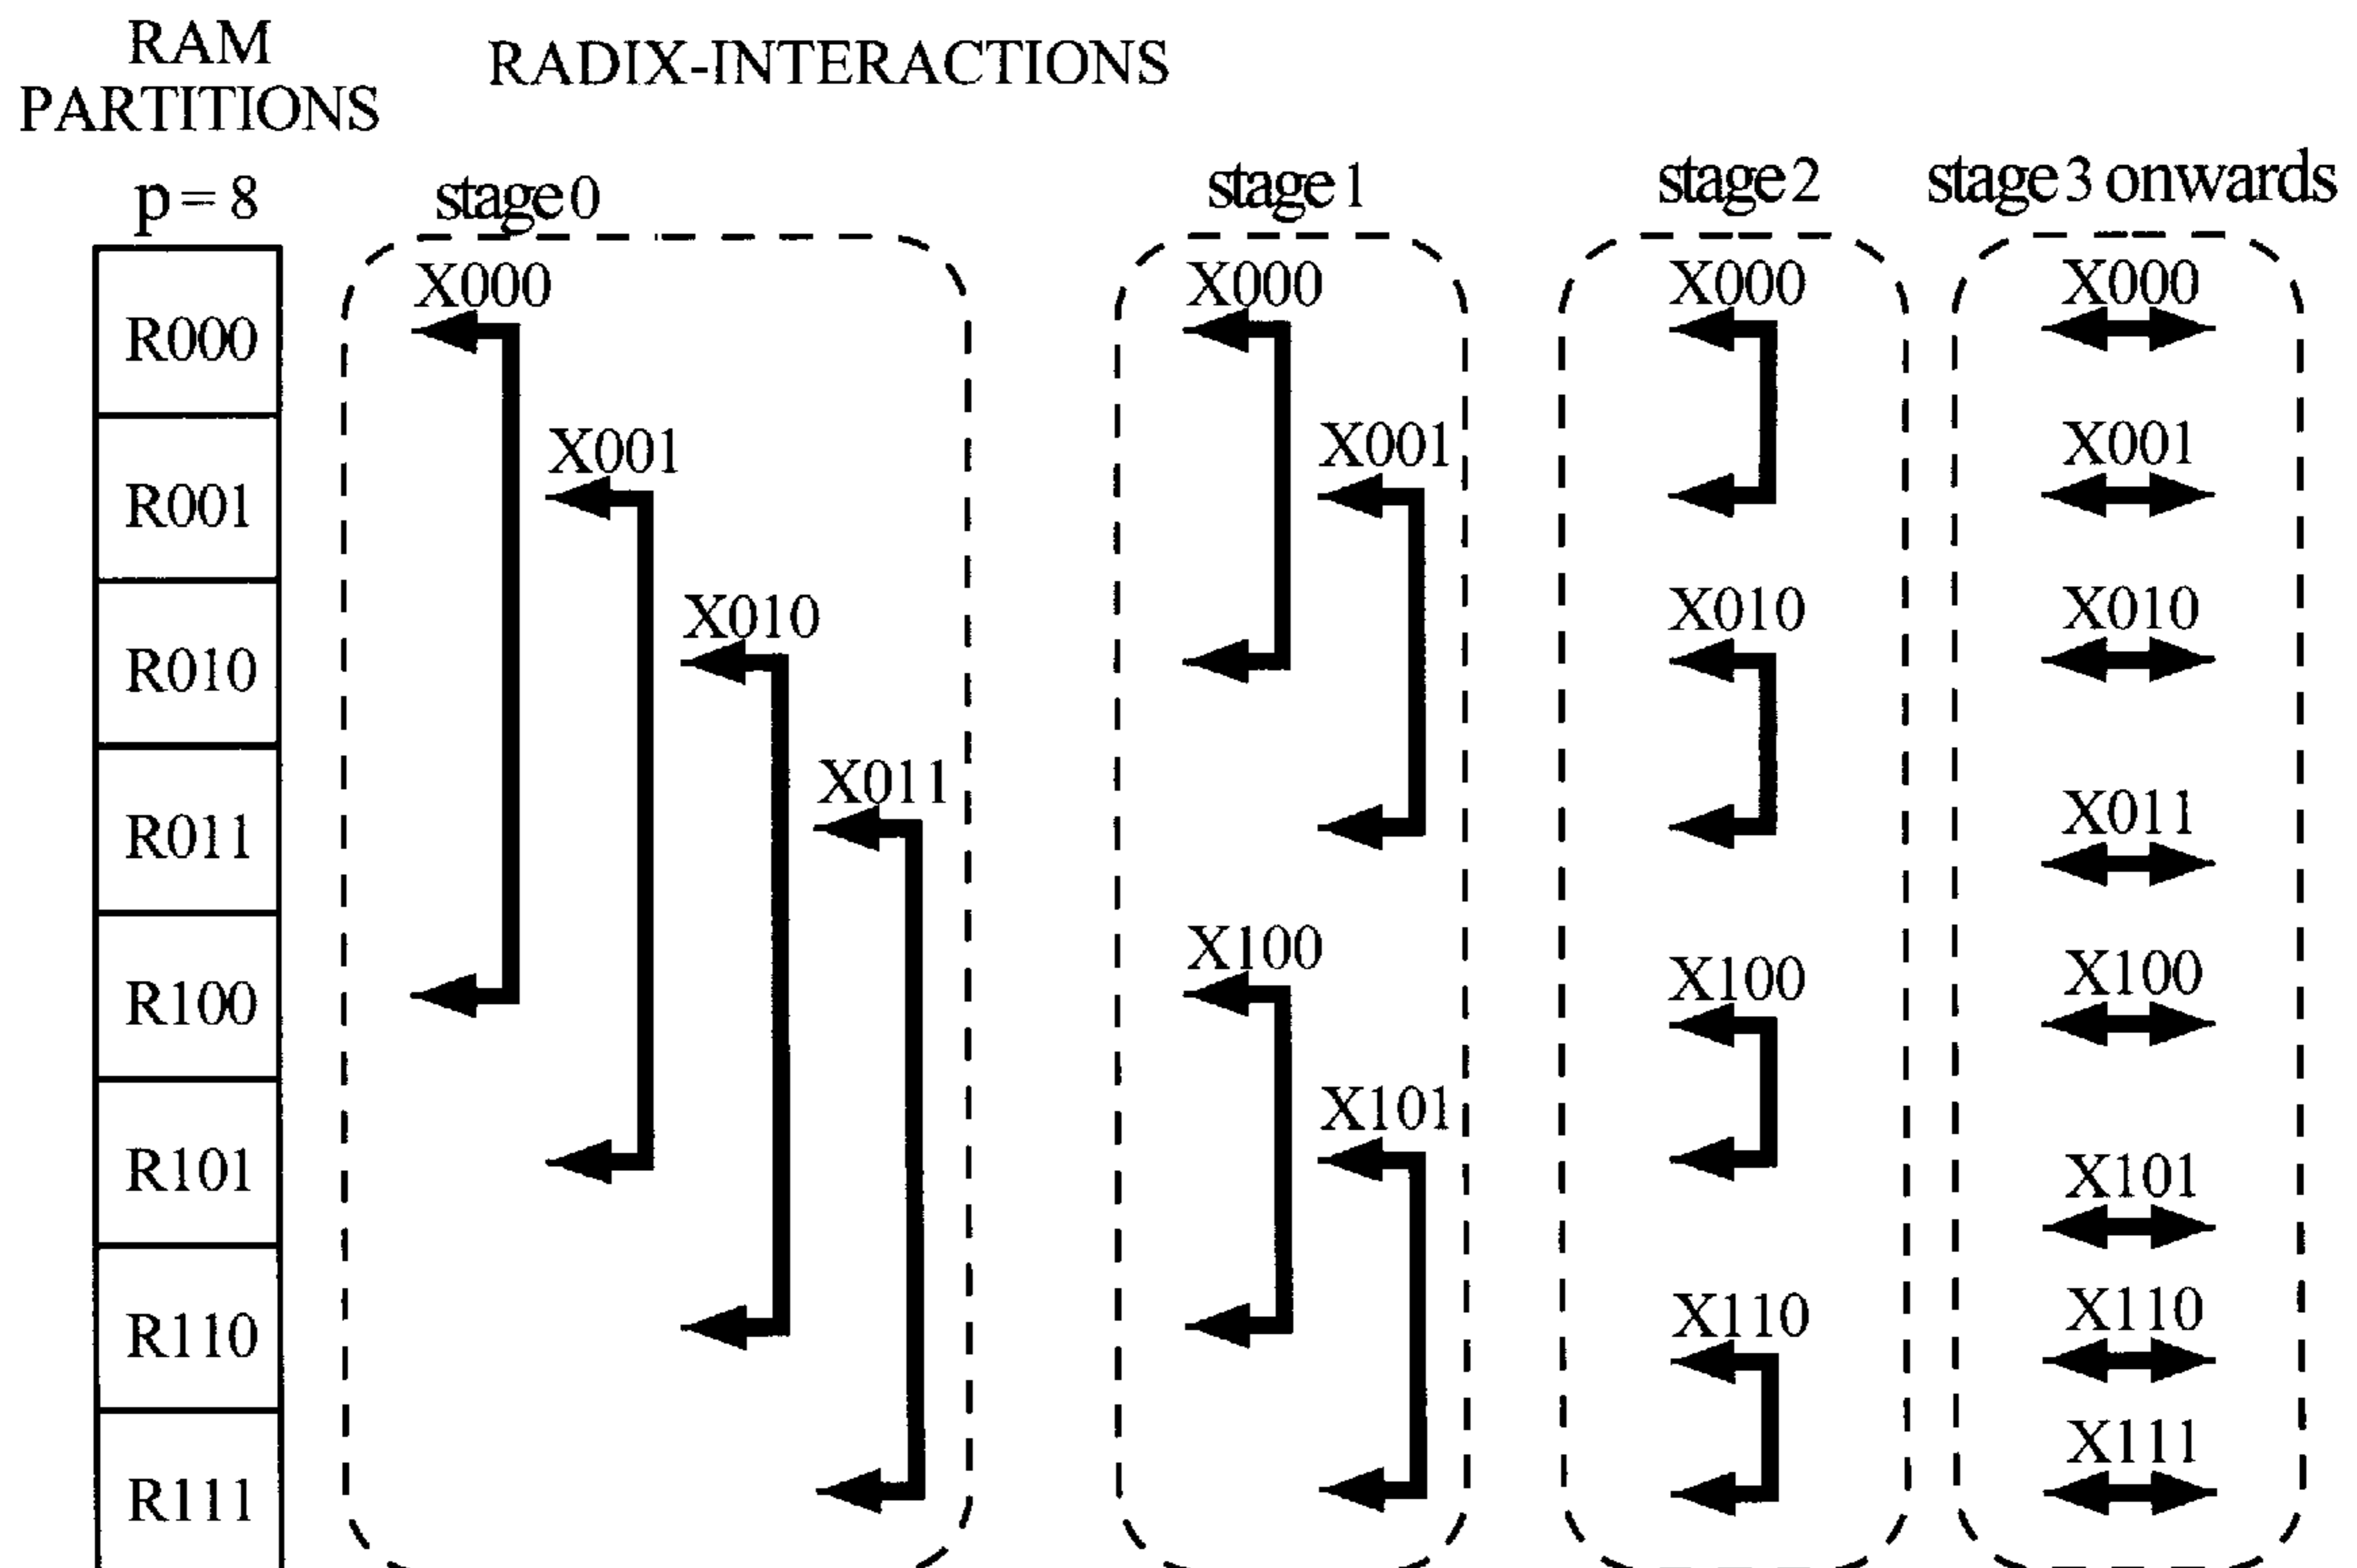 RAM
PARTITIONS
RADIX-INTERACTIONS
p = 8
stage 0
stage 1
stage 2
stage 3 onwards
R000
R001
R010
R011
R100
R101
R110
R111
X000
X001
X010
X011
X000
X001
X100
X101
X000
X010
X100
X110
X000
X001
X010
X011
X100
X101
X110
X111